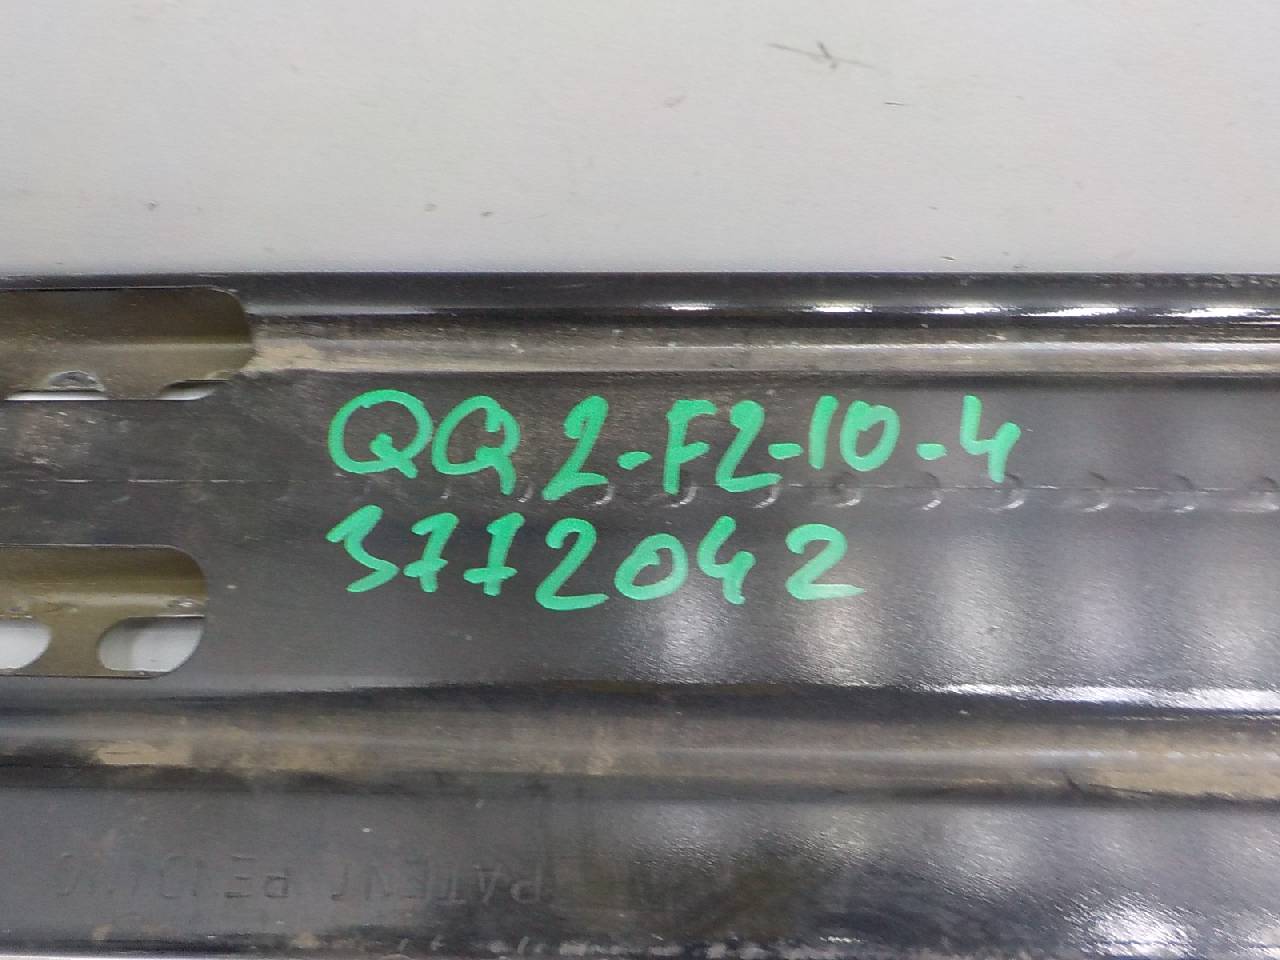 QQ2-F2-10-4
3772042
PATENT PENDING